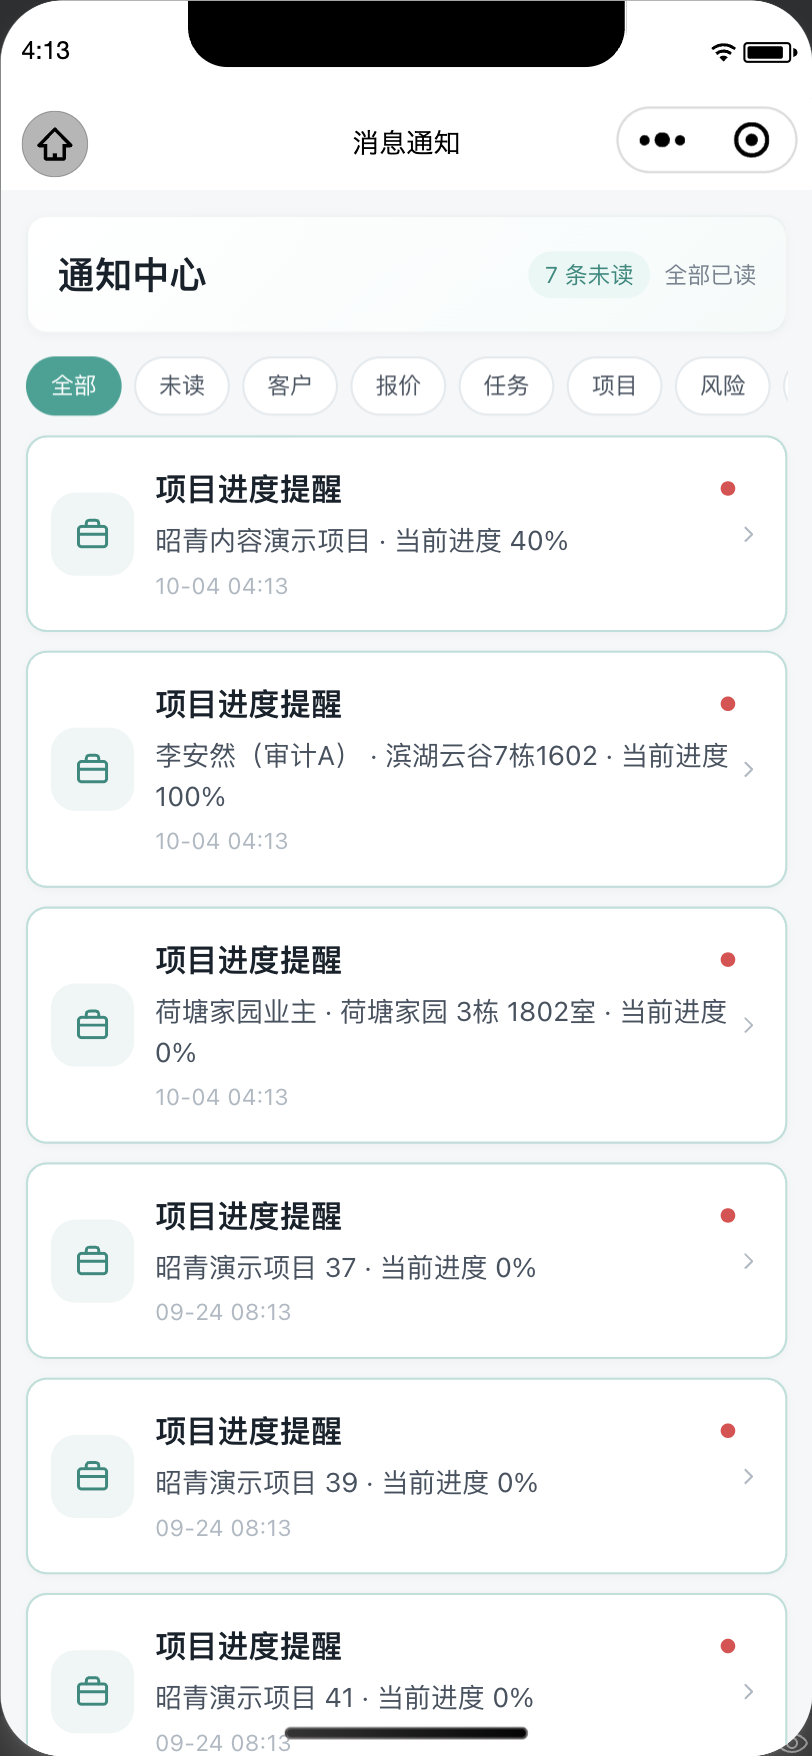 4:13
消息通知
通知中心
7 条未读
全部已读
全部
未读
客户
报价
任务
项目
风险
项目进度提醒
昭青内容演示项目 · 当前进度 40%
10-04 04:13
项目进度提醒
李安然（审计A） · 滨湖云谷7栋1602 · 当前进度
100%
10-04 04:13
项目进度提醒
荷塘家园业主 · 荷塘家园 3栋 1802室 · 当前进度
0%
10-04 04:13
项目进度提醒
昭青演示项目 37 · 当前进度 0%
09-24 08:13
项目进度提醒
昭青演示项目 39 · 当前进度 0%
09-24 08:13
项目进度提醒
昭青演示项目 41 · 当前进度 0%
09-24 08:13